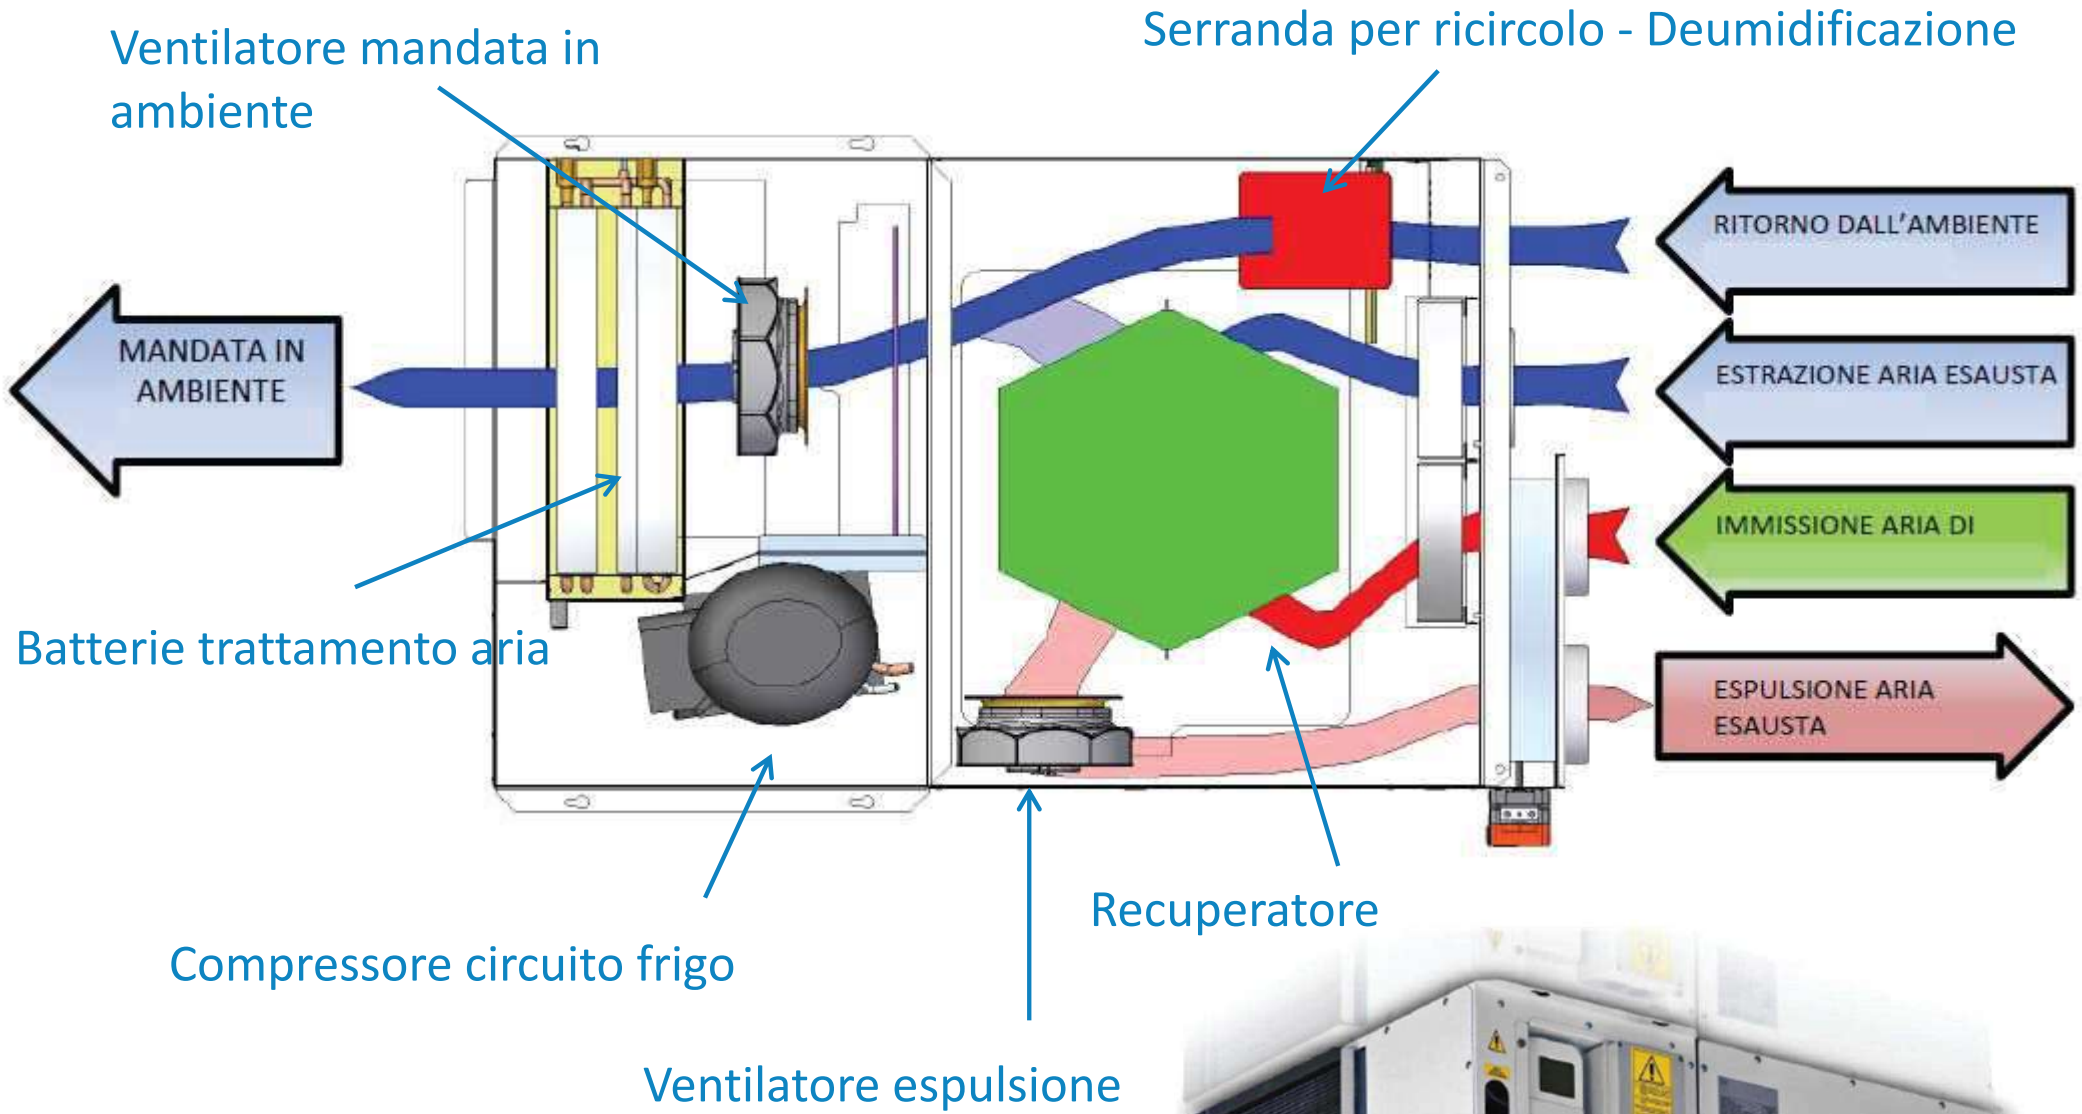 Ventilatore mandata in
ambiente
Serranda per ricircolo - Deumidificazione
RITORNO DALL'AMBIENTE
MANDATA IN
AMBIENTE
ESTRAZIONE ARIA ESAUSTA
IMMISSIONE ARIA DI
Batterie trattamento aria
ESPULSIONE ARIA
ESAUSTA
Recuperatore
Compressore circuito frigo
Ventilatore espulsione